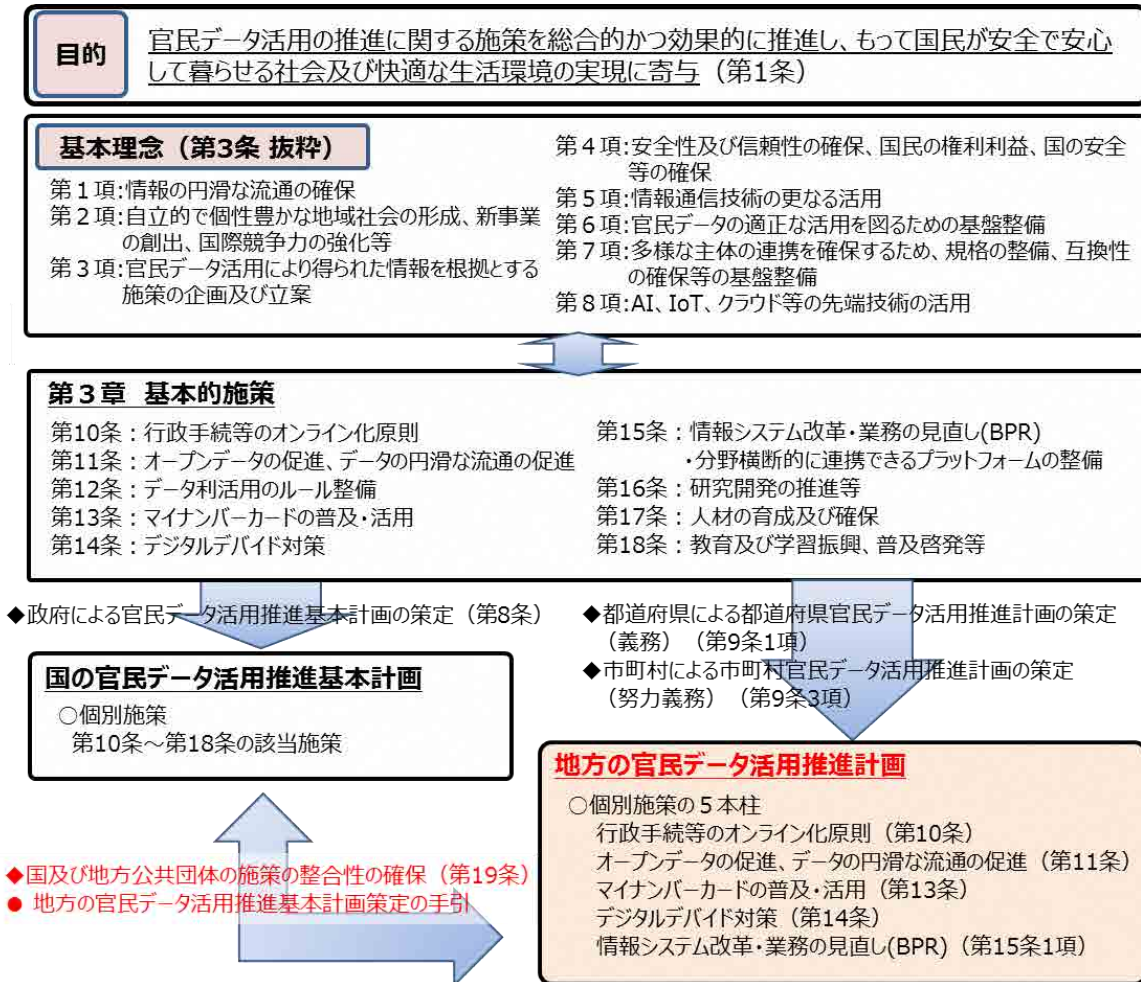 目的
官民データ活用の推進に関する施策を総合的かつ効果的に推進し、もって国民が安全で安心
して暮らせる社会及び快適な生活環境の実現に寄与（第1条）
基本理念（第3条 抜粋）
第１項:情報の円滑な流通の確保
第２項:自立的で個性豊かな地域社会の形成、新事業
の創出、国際競争力の強化等
第３項:官民データ活用により得られた情報を根拠とする
施策の企画及び立案
第４項:安全性及び信頼性の確保、国民の権利利益、国の安全
等の確保
第５項:情報通信技術の更なる活用
第６項:官民データの適正な活用を図るための基盤整備
第７項:多様な主体の連携を確保するため、規格の整備、互換性
の確保等の基盤整備
第８項:AI、IoT、クラウド等の先端技術の活用
第３章 基本的施策
第10条：行政手続等のオンライン化原則
第11条：オープンデータの促進、データの円滑な流通の促進
第12条：データ利活用のルール整備
第13条：マイナンバーカードの普及・活用
第14条：デジタルデバイド対策
第15条：情報システム改革・業務の見直し(BPR)
・分野横断的に連携できるプラットフォームの整備
第16条：研究開発の推進等
第17条：人材の育成及び確保
第18条：教育及び学習振興、普及啓発等
◆政府による官民データ活用推進基本計画の策定（第8条）
◆都道府県による都道府県官民データ活用推進計画の策定
（義務）（第9条1項）
◆市町村による市町村官民データ活用推進計画の策定
（努力義務）（第9条3項）
国の官民データ活用推進基本計画
○個別施策
第10条～第18条の該当施策
地方の官民データ活用推進計画
○個別施策の５本柱
行政手続等のオンライン化原則（第10条）
オープンデータの促進、データの円滑な流通の促進（第11条）
マイナンバーカードの普及・活用（第13条）
デジタルデバイド対策（第14条）
情報システム改革・業務の見直し(BPR)（第15条1項）
◆国及び地方公共団体の施策の整合性の確保（第19条）
● 地方の官民データ活用推進基本計画策定の手引